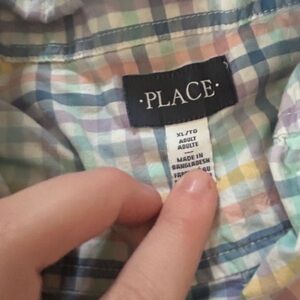 ·PLACE·
XL/TG
ADULT
ADULTE
MADE IN
BANGLADESH